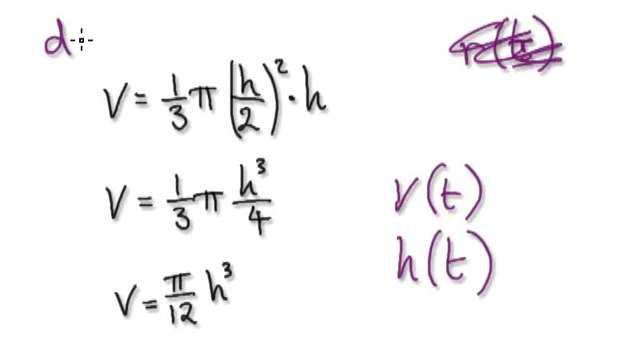 d
V = 1/3 π (h/2)² · h
V = 1/3 π h³/4
V = π/12 h³
V(t)
h(t)